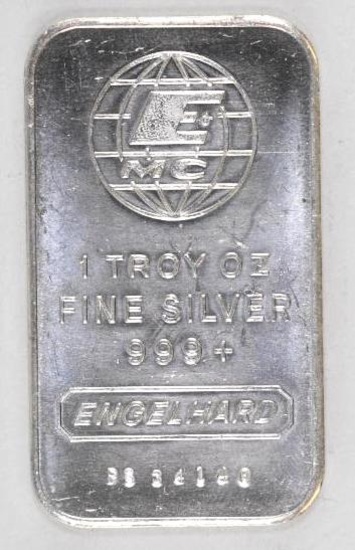 E+
MC
1 TROY OZ
FINE SILVER
.999+
ENGELHARD